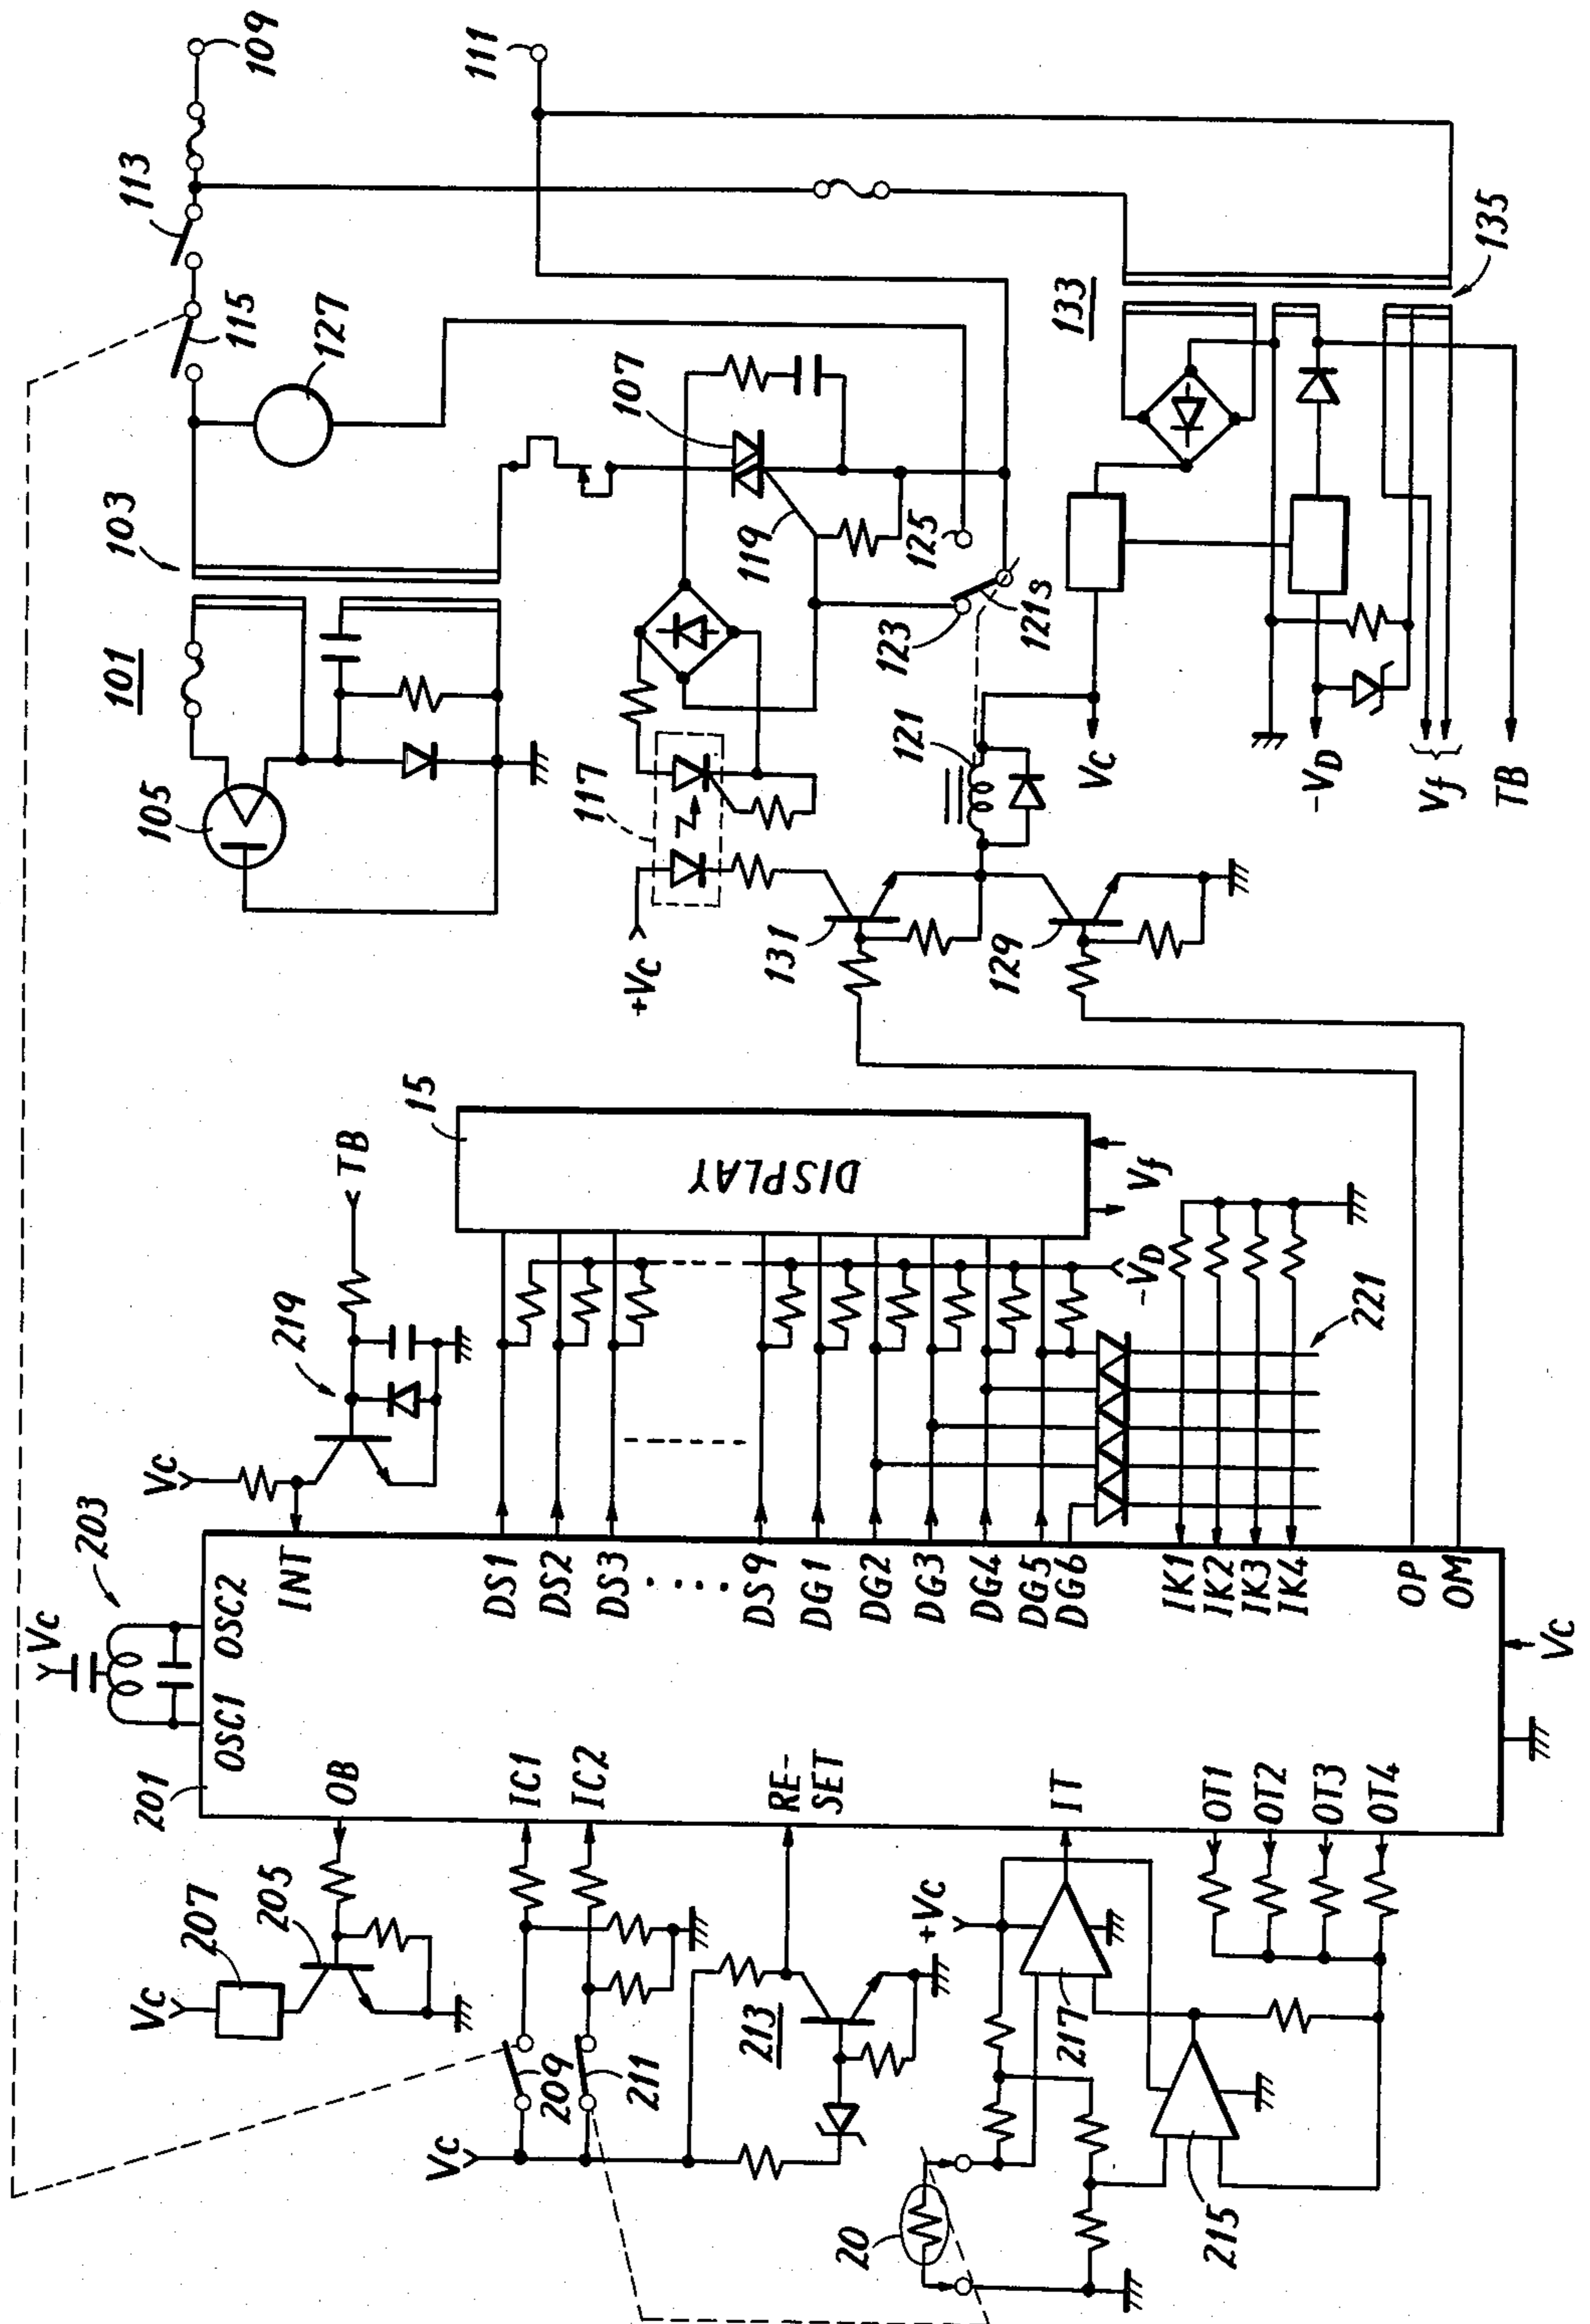 109
111
113
115
127
103
101
105
107
119
117
+Vc
125
123
121s
121
131
129
133
135
Vc
-VD
Vf
TB
15
DISPLAY
Vf
TB
219
Vc
203
Vc
201
OSC1
OSC2
INT
OB
DS1
DS2
DS3
DS9
DG1
DG2
DG3
DG4
DG5
DG6
-VD
221
IK1
IK2
IK3
IK4
OP
OM
Vc
IC1
IC2
RE-
SET
IT
OT1
OT2
OT3
OT4
207
205
Vc
209
211
Vc
213
+Vc
217
215
20